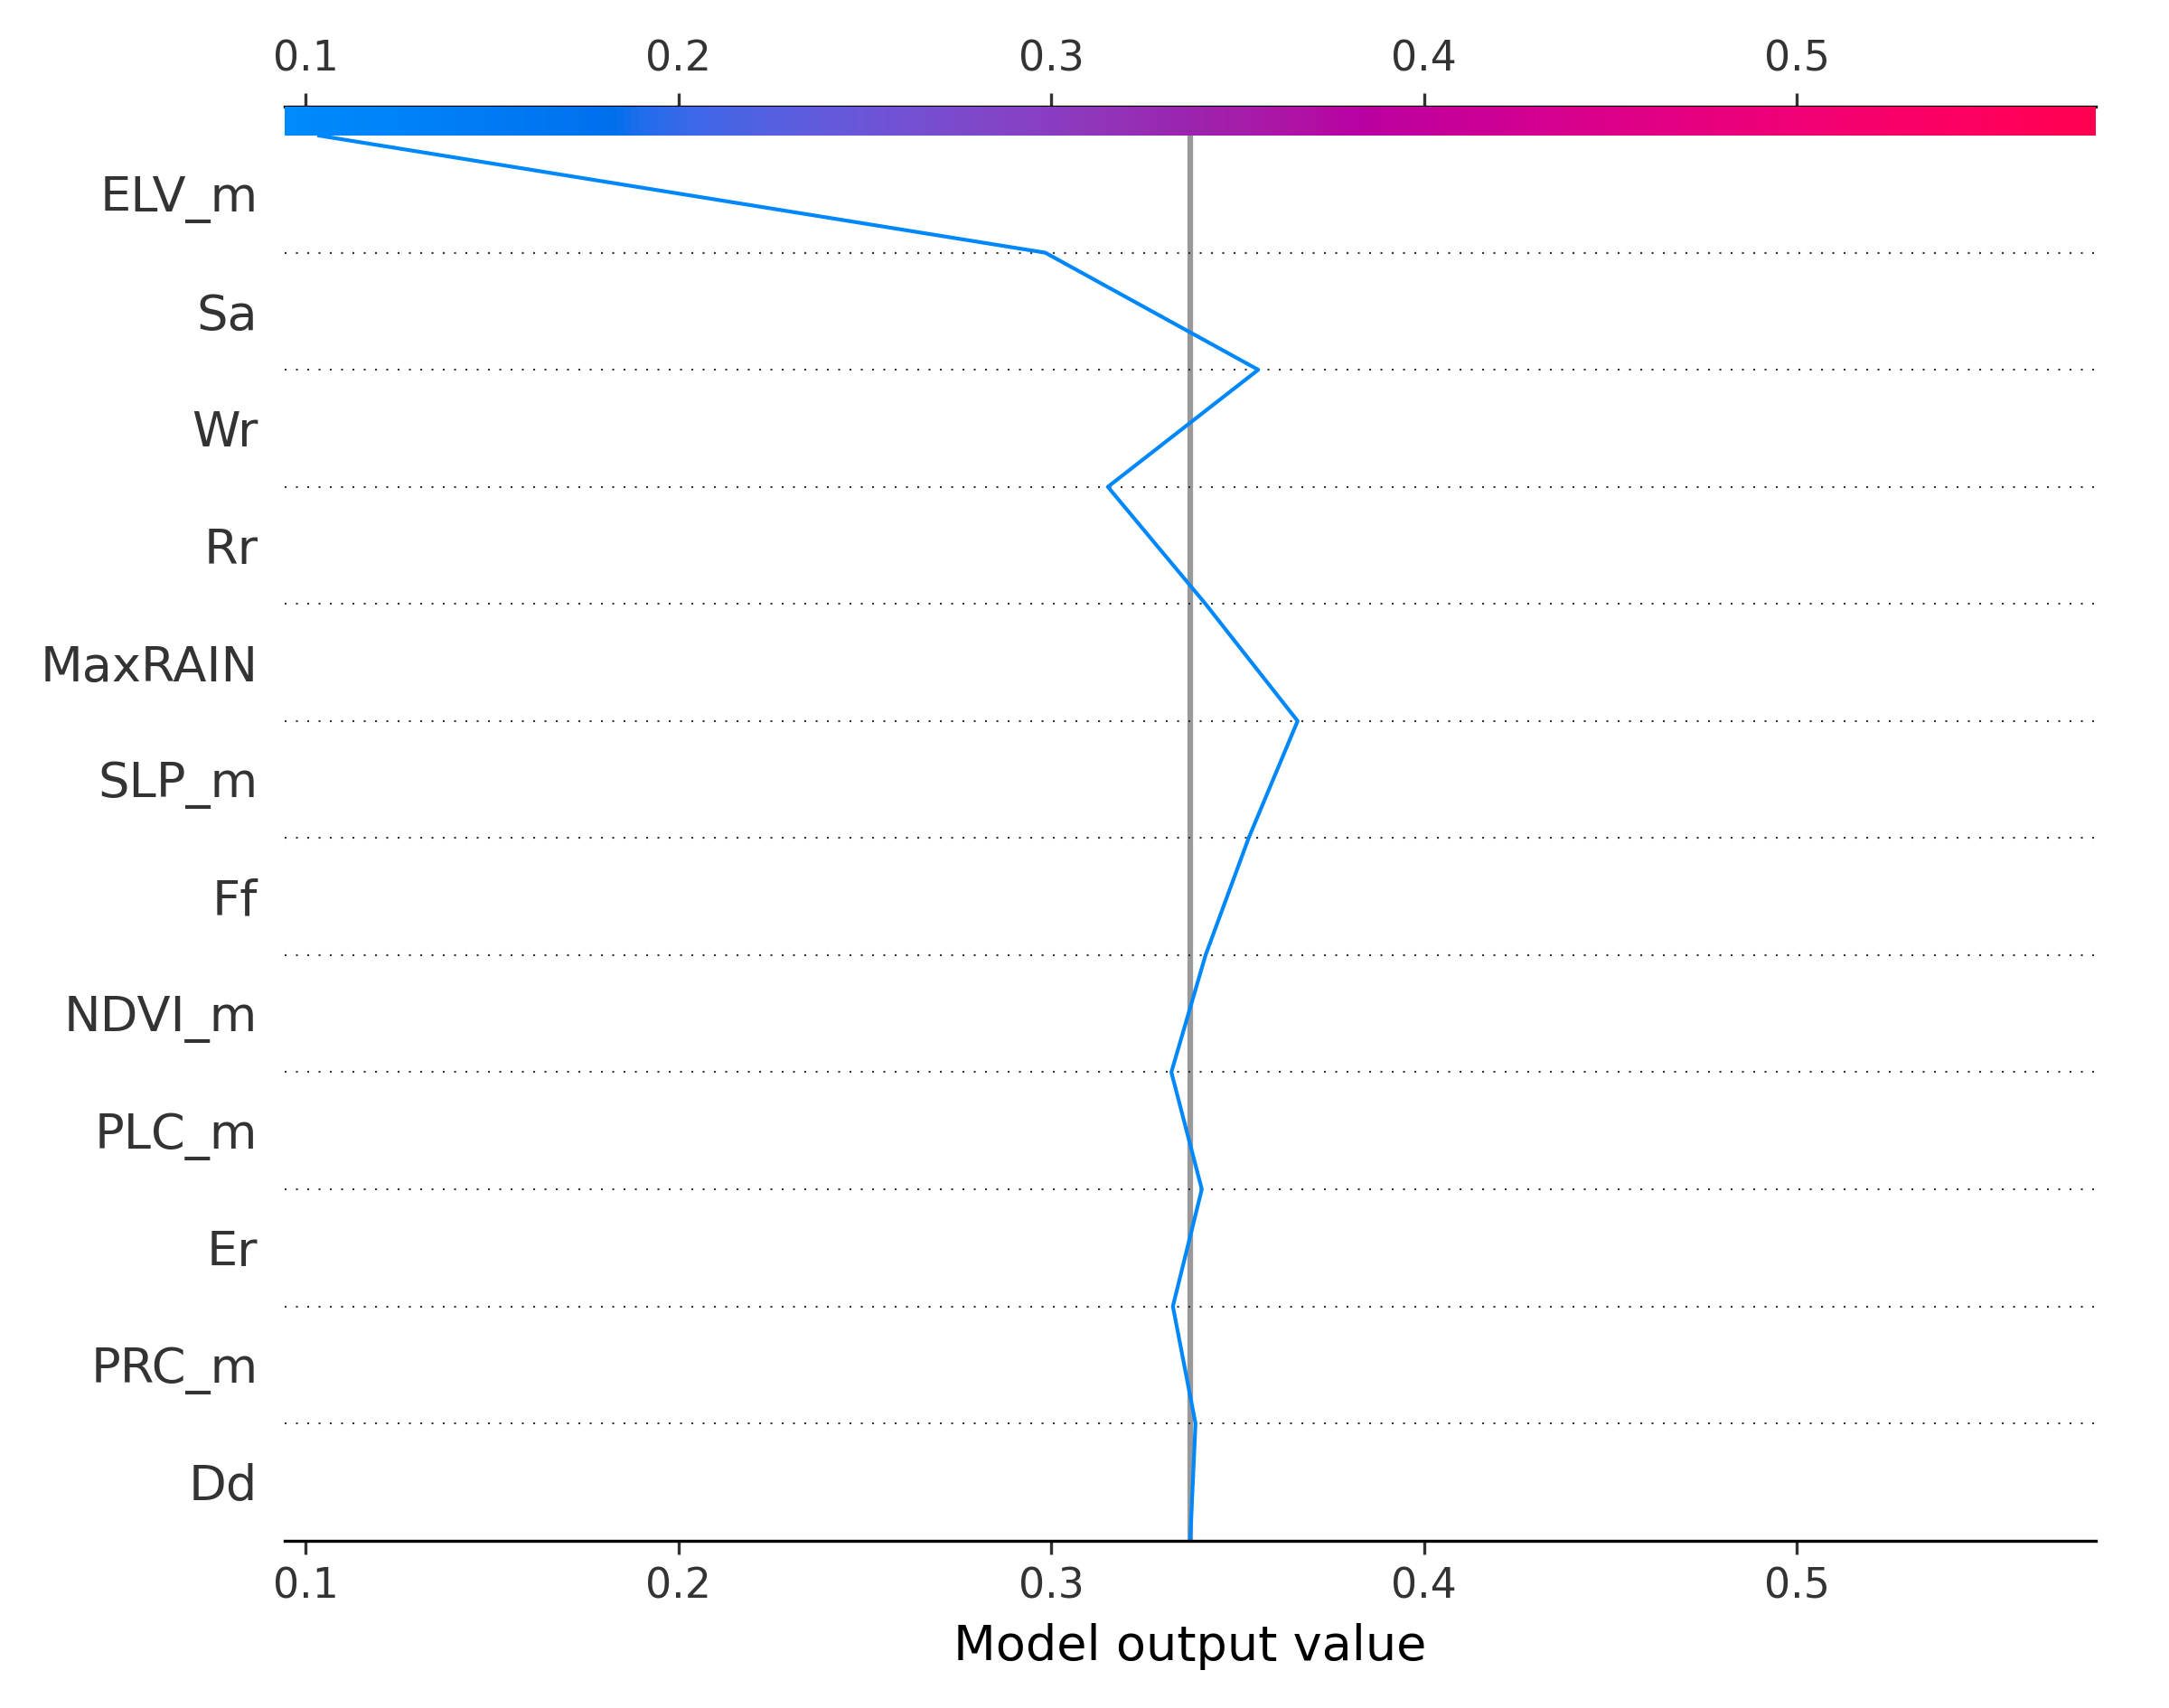 0.1 0.2 0.3 0.4 0.5
ELV_m
Sa
Wr
Rr
MaxRAIN
SLP_m
Ff
NDVI_m
PLC_m
Er
PRC_m
Dd
0.1 0.2 0.3 0.4 0.5
Model output value